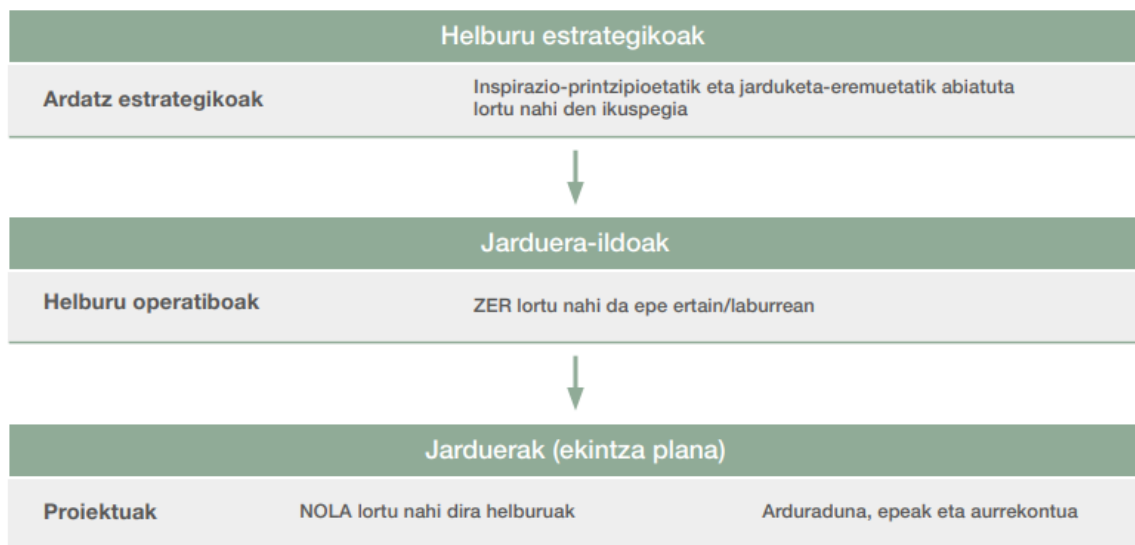 Helburu estrategikoak
Ardatz estrategikoak
Inspirazio-printzipioetatik eta jarduketa-eremuetatik abiatuta
lortu nahi den ikuspegia
Jarduera-ildoak
Helburu operatiboak
ZER lortu nahi da epe ertain/laburrean
Jarduerak (ekintza plana)
Proiektuak
NOLA lortu nahi dira helburuak
Arduraduna, epeak eta aurrekontua